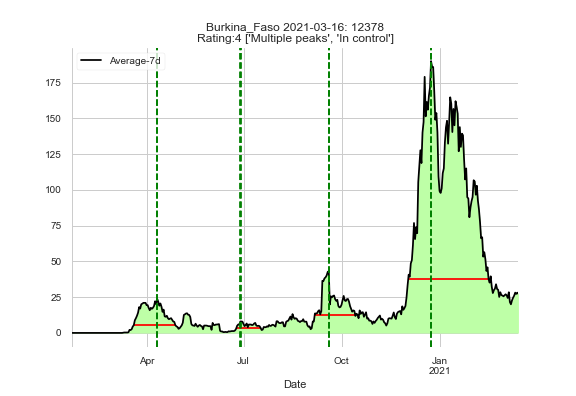 Burkina_Faso 2021-03-16: 12378
Rating:4 ['Multiple peaks', 'In control']
Average-7d
175
150
125
100
75
50
25
0
Apr
Jul
Oct
Jan
2021
Date